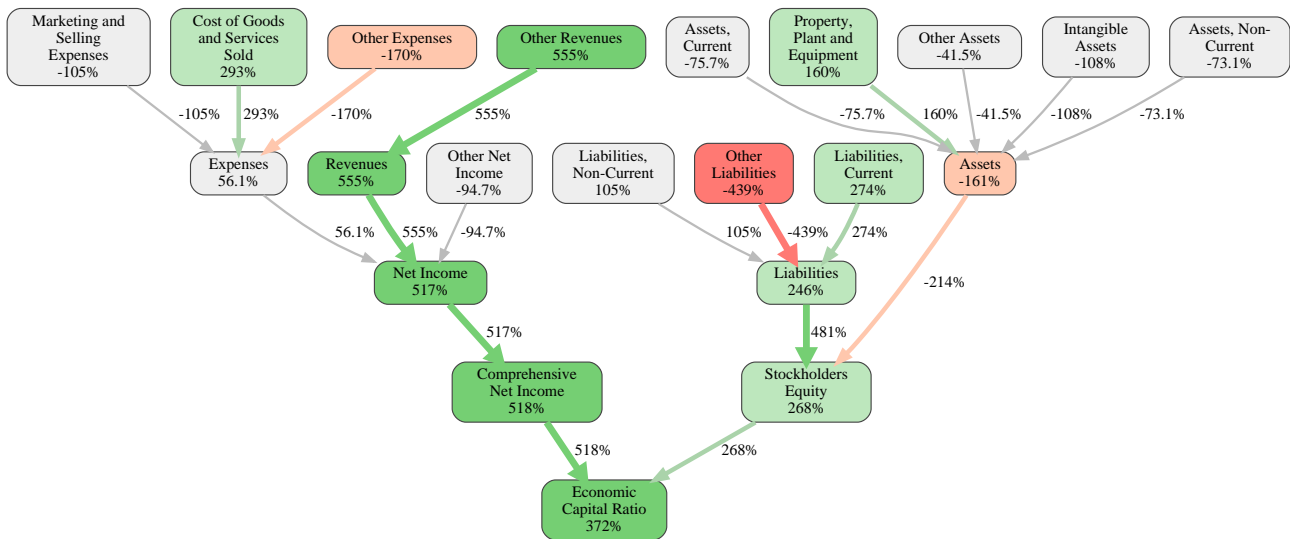 Marketing and
Selling
Expenses
-105%
Cost of Goods
and Services
Sold
293%
Other Expenses
-170%
Other Revenues
555%
Assets,
Current
-75.7%
Property,
Plant and
Equipment
160%
Other Assets
-41.5%
Intangible
Assets
-108%
Assets, Non-
Current
-73.1%
-105%
293%
-170%
555%
-75.7%
160%
-41.5%
-108%
-73.1%
Expenses
56.1%
Revenues
555%
Other Net
Income
-94.7%
Liabilities,
Non-Current
105%
Other
Liabilities
-439%
Liabilities,
Current
274%
Assets
-161%
56.1%
555%
-94.7%
105%
-439%
274%
-214%
Net Income
517%
Liabilities
246%
517%
481%
Comprehensive
Net Income
518%
Stockholders
Equity
268%
518%
268%
Economic
Capital Ratio
372%